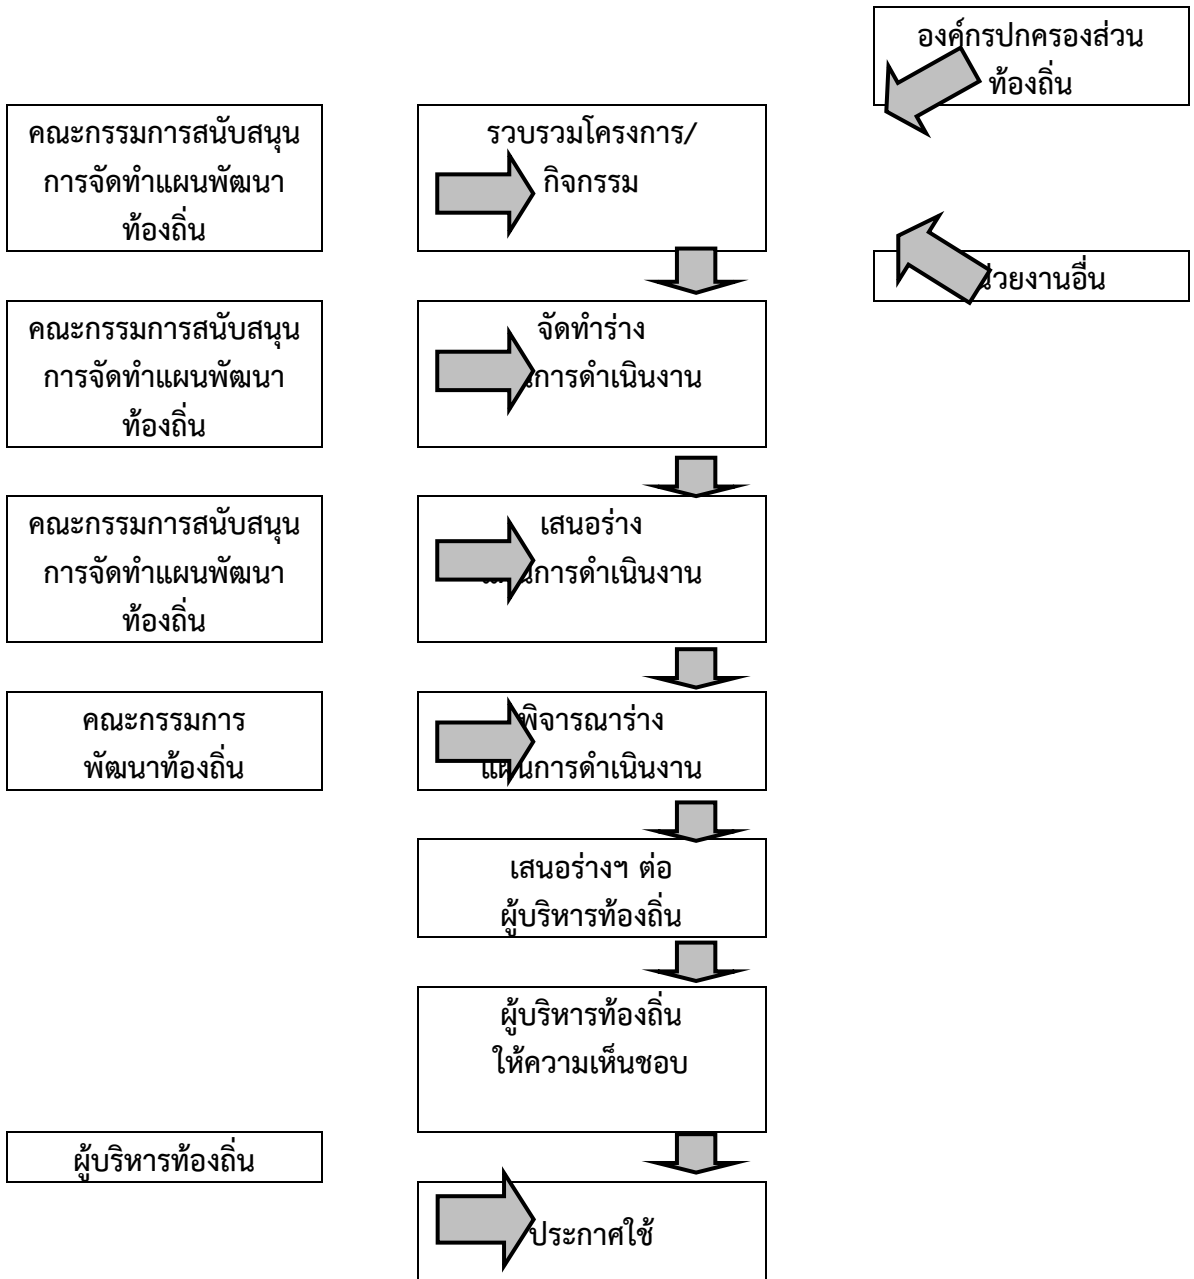 องค์กรปกครองส่วน
ท้องถิ่น
คณะกรรมการสนับสนุน
การจัดทำแผนพัฒนา
ท้องถิ่น
รวบรวมโครงการ/
กิจกรรม
่วยงานอื่น
คณะกรรมการสนับสนุน
การจัดทำแผนพัฒนา
ท้องถิ่น
จัดทำร่าง
การดำเนินงาน
คณะกรรมการสนับสนุน
การจัดทำแผนพัฒนา
ท้องถิ่น
เสนอร่าง
แผนการดำเนินงาน
คณะกรรมการ
พัฒนาท้องถิ่น
พิจารณาร่าง
แผนการดำเนินงาน
เสนอร่างฯ ต่อ
ผู้บริหารท้องถิ่น
ผู้บริหารท้องถิ่น
ให้ความเห็นชอบ
ผู้บริหารท้องถิ่น
ประกาศใช้